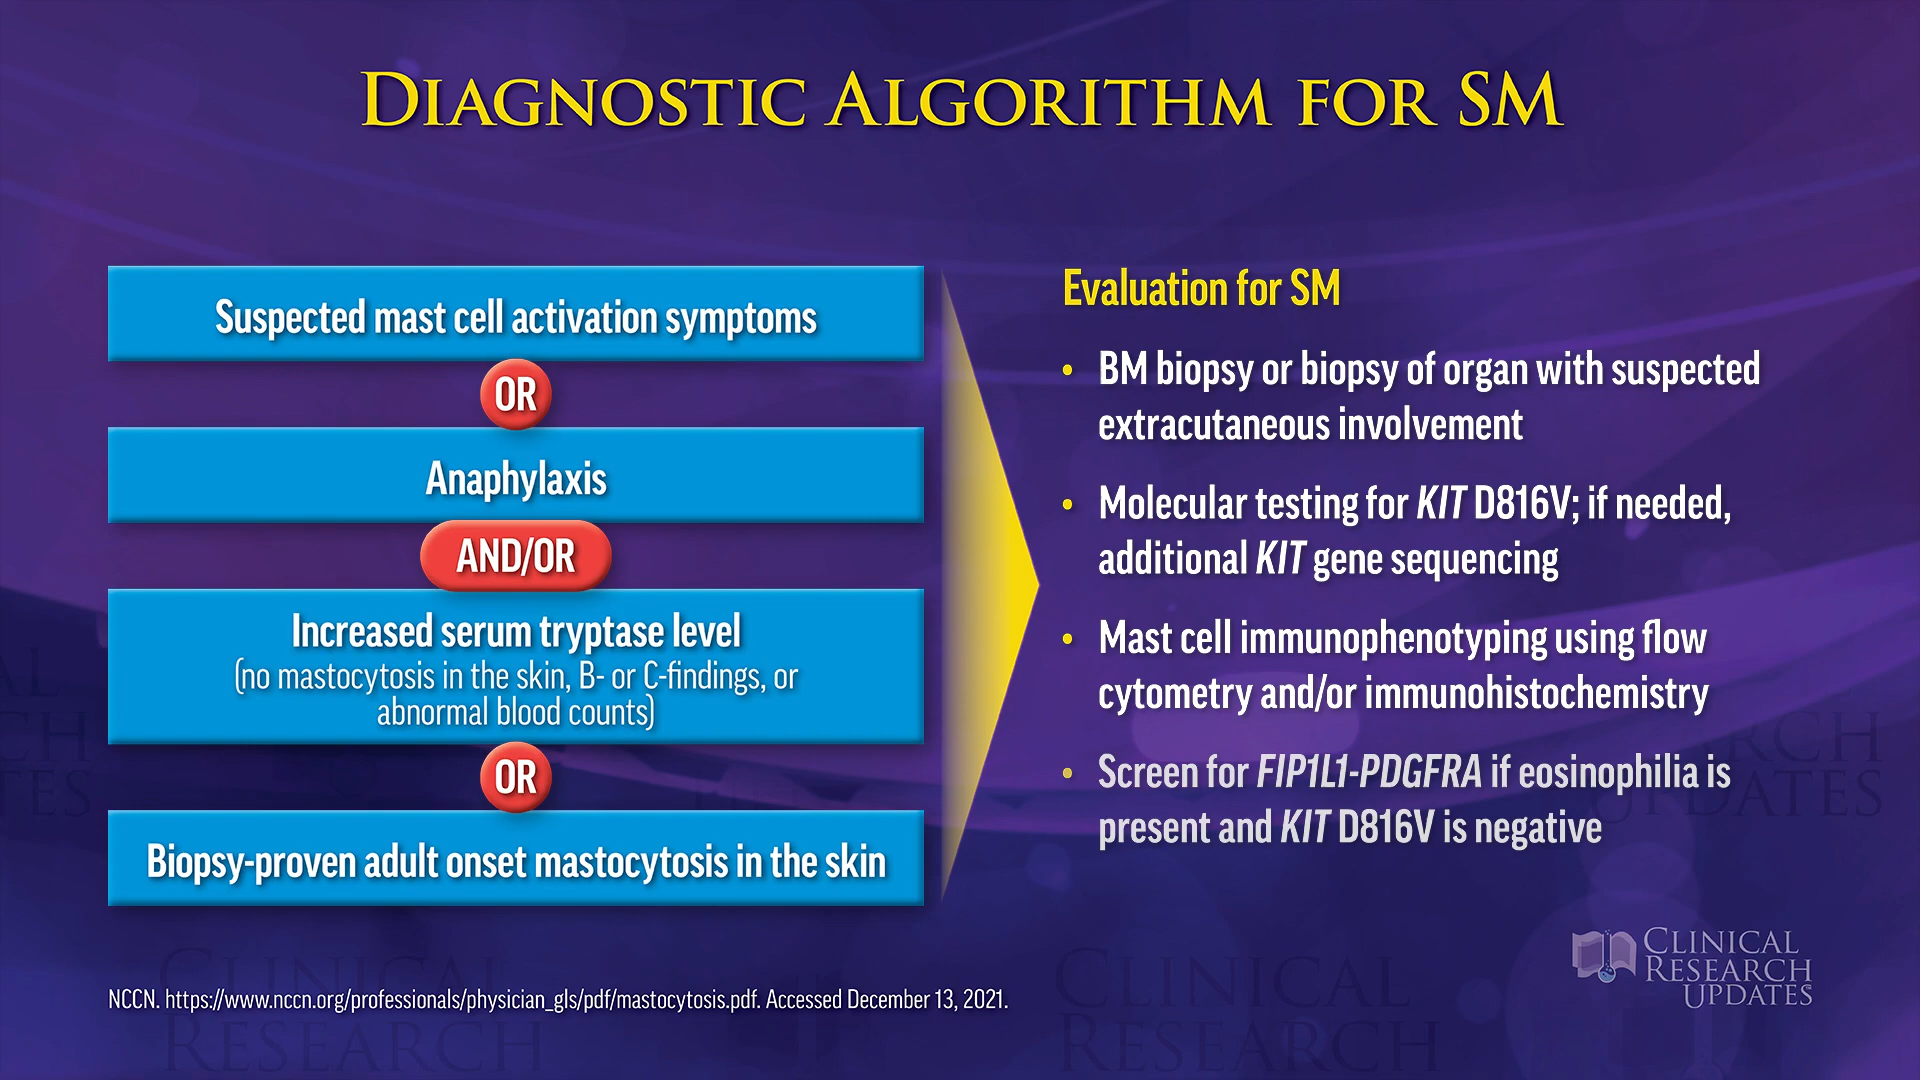 DIAGNOSTIC ALGORITHM FOR SM
Suspected mast cell activation symptoms
OR
Anaphylaxis
AND/OR
Increased serum tryptase level
(no mastocytosis in the skin, B- or C-findings, or
abnormal blood counts)
OR
Biopsy-proven adult onset mastocytosis in the skin
Evaluation for SM
• BM biopsy or biopsy of organ with suspected
extracutaneous involvement
• Molecular testing for KIT D816V; if needed,
additional KIT gene sequencing
• Mast cell immunophenotyping using flow
cytometry and/or immunohistochemistry
• Screen for FIP1L1-PDGFRA if eosinophilia is
present and KIT D816V is negative
NCCN. https://www.nccn.org/professionals/physician_gls/pdf/mastocytosis.pdf. Accessed December 13, 2021.
CLINICAL
RESEARCH
UPDATES